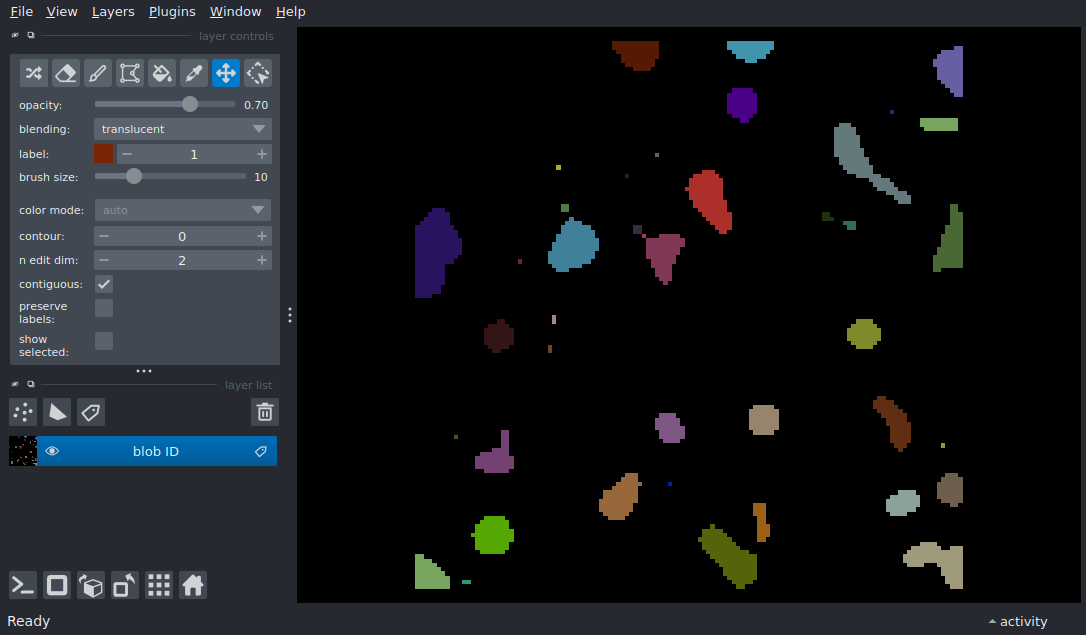 File View Layers Plugins Window Help
layer controls
opacity: 0.70
blending: translucent
label: 1
brush size: 10
color mode: auto
contour: 0
n edit dim: 2
contiguous:
preserve
labels:
show
selected:
layer list
blob ID
Ready activity